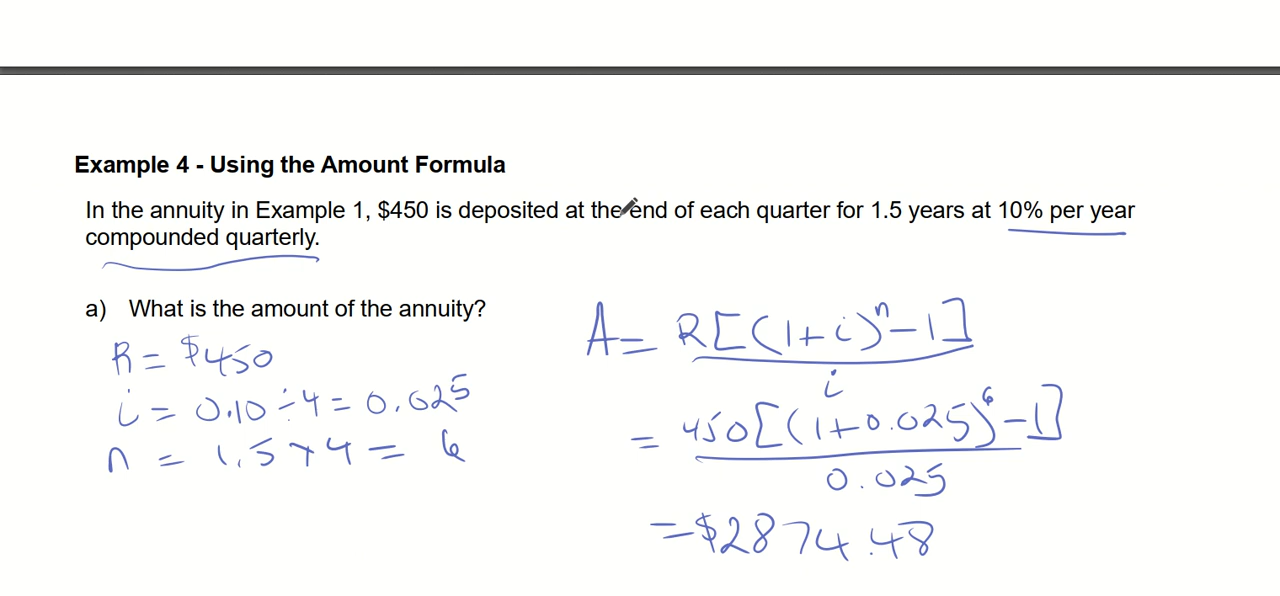 Example 4 - Using the Amount Formula
In the annuity in Example 1, $450 is deposited at the end of each quarter for 1.5 years at 10% per year
compounded quarterly.
a) What is the amount of the annuity?
R = $450
i = 0.10 ÷ 4 = 0.025
n = 1.5 × 4 = 6
A = R[(1+i)^n - 1]
i
= 450[(1+0.025)^6 - 1]
0.025
= $2874.48